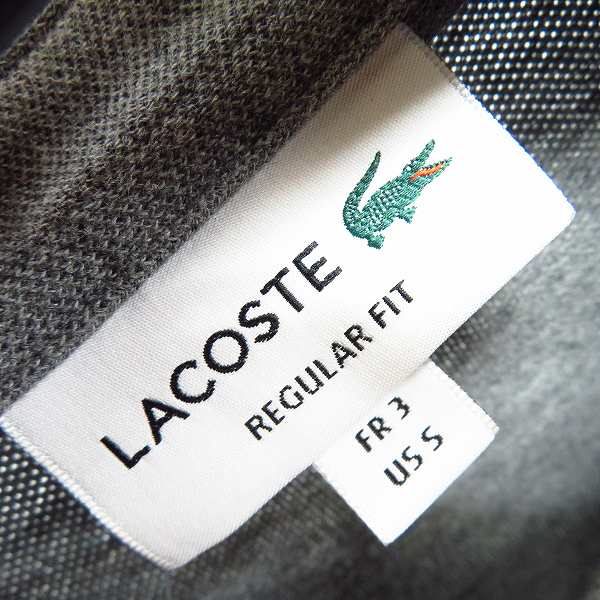 LACOSTE
REGULAR FIT
FR 3
US S